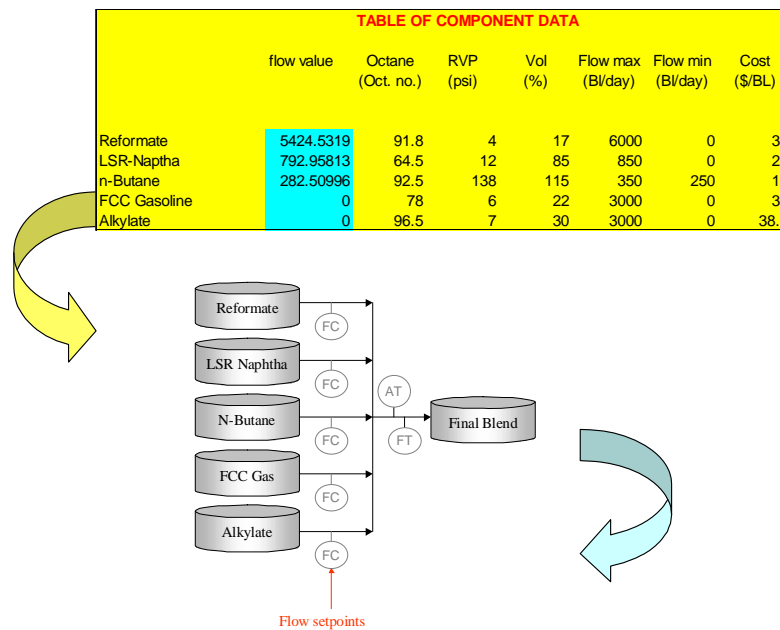 TABLE OF COMPONENT DATA
flow value Octane RVP Vol Flow max Flow min Cost
(Oct. no.) (psi) (%) (Bl/day) (Bl/day) ($/BL)
Reformate 5424.5319 91.8 4 17 6000 0 3
LSR-Naptha 792.95813 64.5 12 85 850 0 2
n-Butane 282.50996 92.5 138 115 350 250 1
FCC Gasoline 0 78 6 22 3000 0 3
Alkylate 0 96.5 7 30 3000 0 38.
Reformate
FC
LSR Naphtha
FC
AT
N-Butane
Final Blend
FC
FT
FCC Gas
FC
Alkylate
FC
Flow setpoints